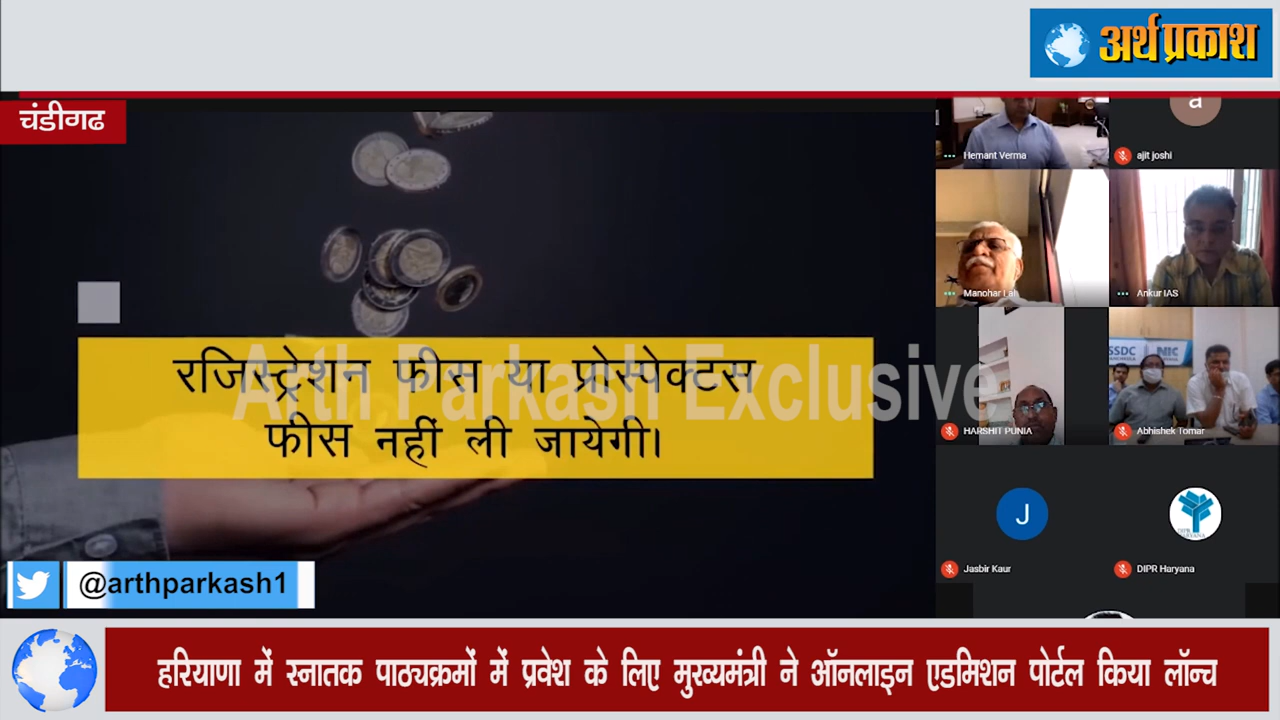 अर्थ प्रकाश
चंडीगढ
Hemant Verma
a
ajit joshi
Manohar Lal
Ankur IAS
रजिस्ट्रेशन फीस या प्रोस्पेक्टस
फीस नहीं ली जायेगी।
Arth Parkash Exclusive
SSDC
NIC
HARSHIT PUNIA
Abhishek Tomar
J
Jasbir Kaur
DIPR Haryana
@arthparkash1
हरियाणा में स्नातक पाठ्यक्रमों में प्रवेश के लिए मुख्यमंत्री ने ऑनलाइन एडमिशन पोर्टल किया लॉन्च